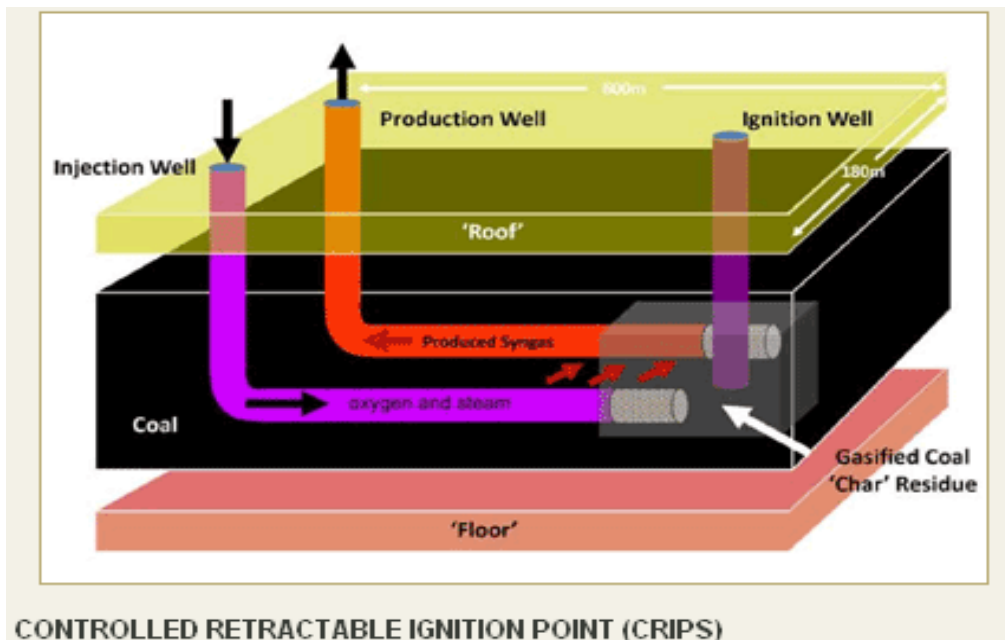 800m
Production Well
Ignition Well
Injection Well
180m
'Roof'
Produced Syngas
oxygen and steam
Coal
Gasified Coal
'Char' Residue
'Floor'
CONTROLLED RETRACTABLE IGNITION POINT (CRIPS)